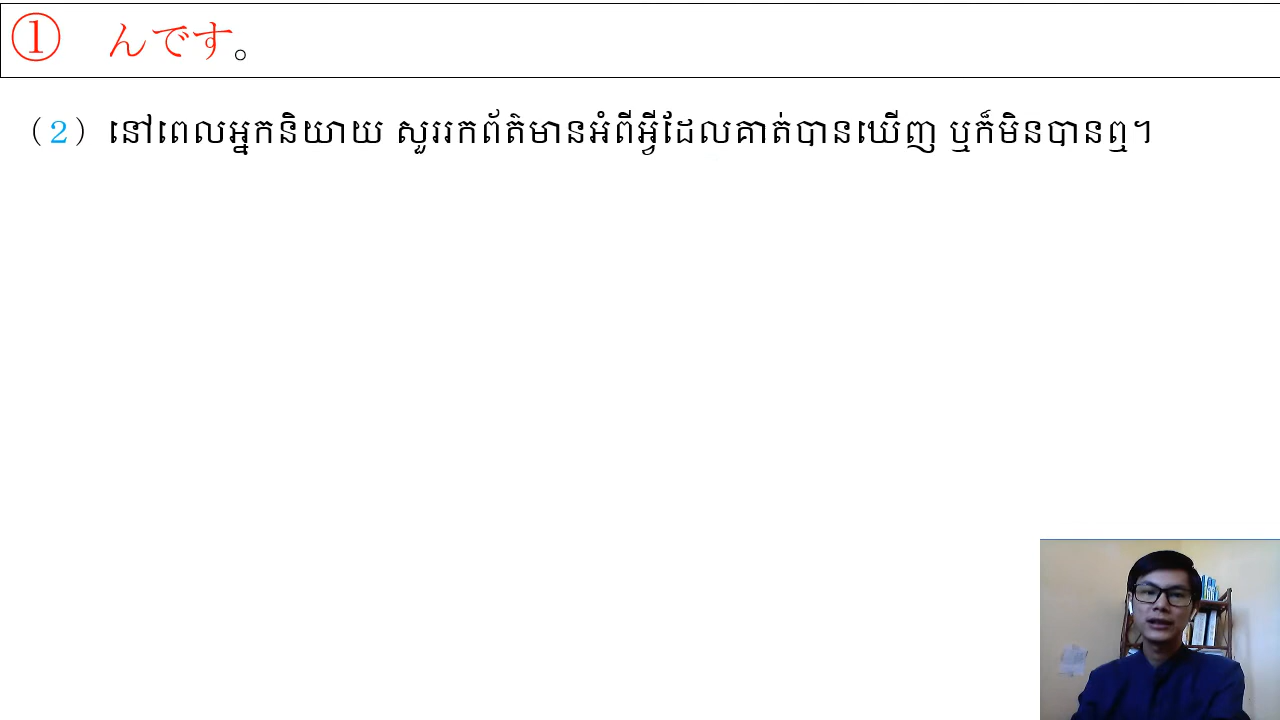 ① んです。
（2） នៅពេលអ្នកនិយាយ សួររកព័ត៌មានអំពីអ្វីដែលគាត់បានឃើញ ឬក៏មិនបានឮ។